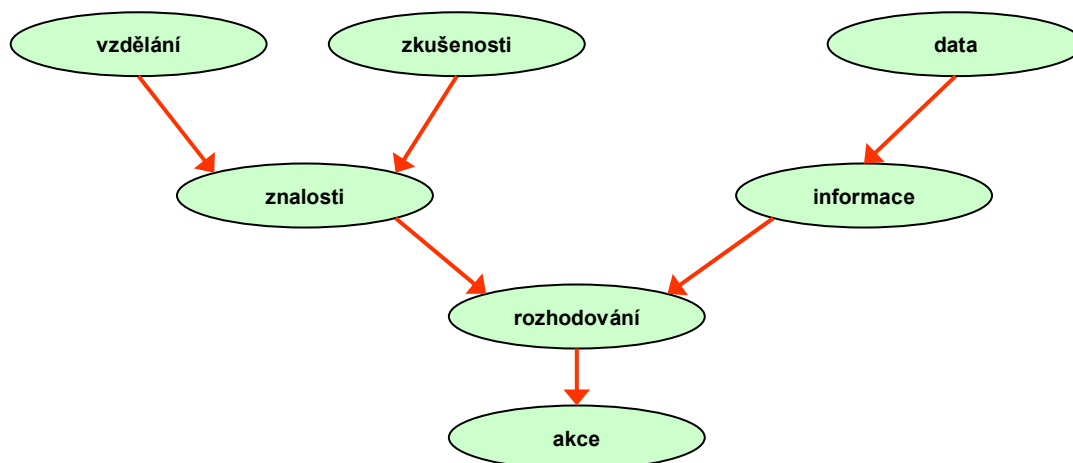 vzdělání
zkušenosti
data
znalosti
informace
rozhodování
akce